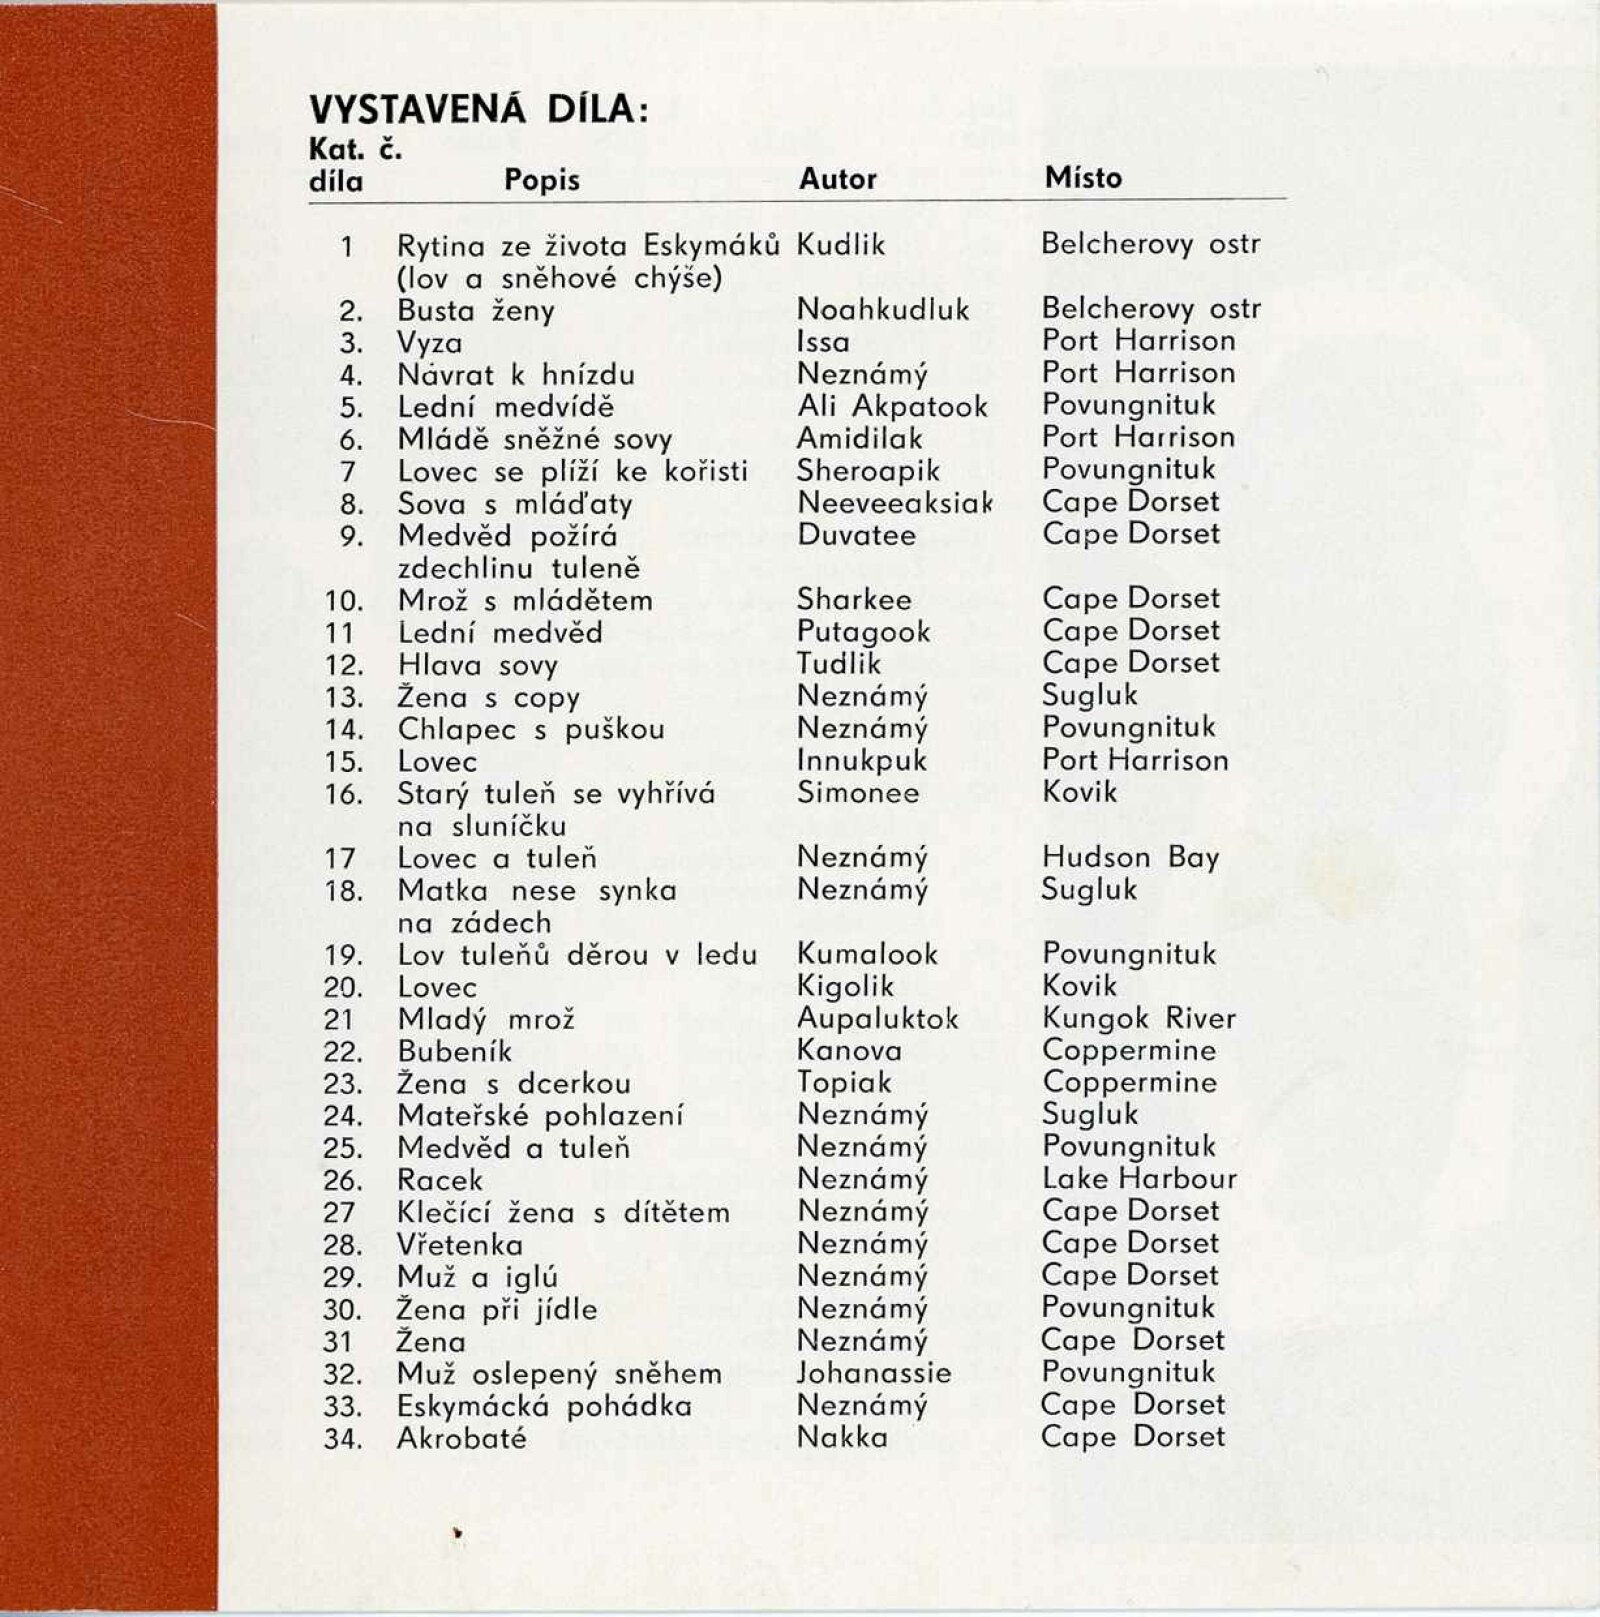 VYSTAVENÁ DÍLA:
Kat. č.
díla Popis Autor Místo
1 Rytina ze života Eskymáků Kudlik Belcherovy ostr
(lov a sněhové chýše)
2. Busta ženy Noahkudluk Belcherovy ostr
3. Vyza Issa Port Harrison
4. Návrat k hnízdu Neznámý Port Harrison
5. Lední medvídě Ali Akpatook Povungnituk
6. Mládě sněžné sovy Amidilak Port Harrison
7 Lovec se plíží ke kořisti Sheroapik Povungnituk
8. Sova s mláďaty Neeveeaksiak Cape Dorset
9. Medvěd požírá Duvatee Cape Dorset
zdechlinu tuleně
10. Mrož s mládětem Sharkee Cape Dorset
11 Lední medvěd Putagook Cape Dorset
12. Hlava sovy Tudlik Cape Dorset
13. Žena s copy Neznámý Sugluk
14. Chlapec s puškou Neznámý Povungnituk
15. Lovec Innukpuk Port Harrison
16. Starý tuleň se vyhřívá Simonee Kovik
na sluníčku
17 Lovec a tuleň Neznámý Hudson Bay
18. Matka nese synka Neznámý Sugluk
na zádech
19. Lov tuleňů děrou v ledu Kumalook Povungnituk
20. Lovec Kigolik Kovik
21 Mladý mrož Aupaluktok Kungok River
22. Bubeník Kanova Coppermine
23. Žena s dcerkou Topiak Coppermine
24. Mateřské pohlazení Neznámý Sugluk
25. Medvěd a tuleň Neznámý Povungnituk
26. Racek Neznámý Lake Harbour
27 Klečící žena s dítětem Neznámý Cape Dorset
28. Vřetenka Neznámý Cape Dorset
29. Muž a iglú Neznámý Cape Dorset
30. Žena při jídle Neznámý Povungnituk
31 Žena Neznámý Cape Dorset
32. Muž oslepený sněhem Johanassie Povungnituk
33. Eskymácká pohádka Neznámý Cape Dorset
34. Akrobaté Nakka Cape Dorset